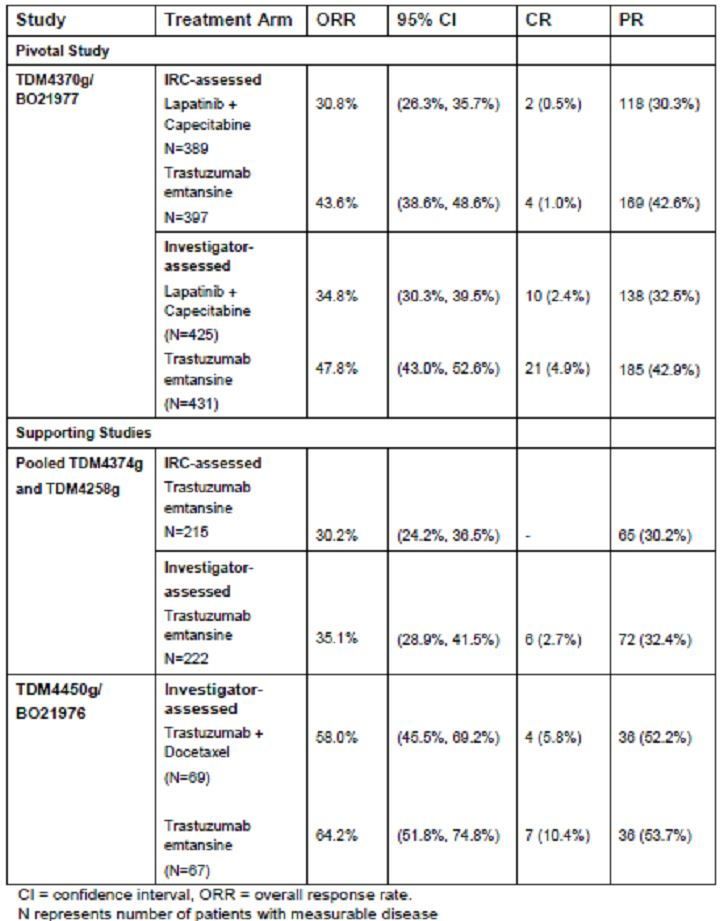 Study Treatment Arm ORR 95% CI CR PR
Pivotal Study
TDM4370g/
BO21977
IRC-assessed
Lapatinib + 30.8% (26.3%, 35.7%) 2 (0.5%) 118 (30.3%)
Capecitabine
N=389
Trastuzumab
emtansine 43.6% (38.6%, 48.6%) 4 (1.0%) 169 (42.6%)
N=397
Investigator-
assessed
Lapatinib + 34.8% (30.3%, 39.5%) 10 (2.4%) 138 (32.5%)
Capecitabine
(N=425)
Trastuzumab 47.8% (43.0%, 52.6%) 21 (4.9%) 185 (42.9%)
emtansine
(N=431)
Supporting Studies
Pooled TDM4374g
and TDM4258g
IRC-assessed
Trastuzumab
emtansine
N=215 30.2% (24.2%, 36.5%) - 65 (30.2%)
Investigator-
assessed
Trastuzumab
emtansine 35.1% (28.9%, 41.5%) 6 (2.7%) 72 (32.4%)
N=222
TDM4450g/
BO21976
Investigator-
assessed
Trastuzumab + 58.0% (45.5%, 69.2%) 4 (5.8%) 36 (52.2%)
Docetaxel
(N=69)
Trastuzumab 64.2% (51.8%, 74.8%) 7 (10.4%) 36 (53.7%)
emtansine
(N=67)
CI = confidence interval, ORR = overall response rate.
N represents number of patients with measurable disease